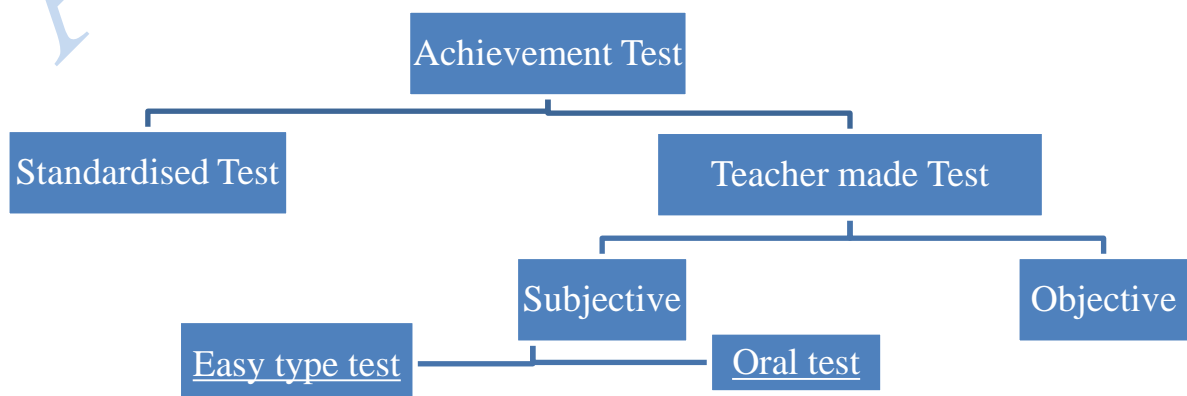 Achievement Test
Standardised Test
Teacher made Test
Subjective
Objective
Easy type test
Oral test